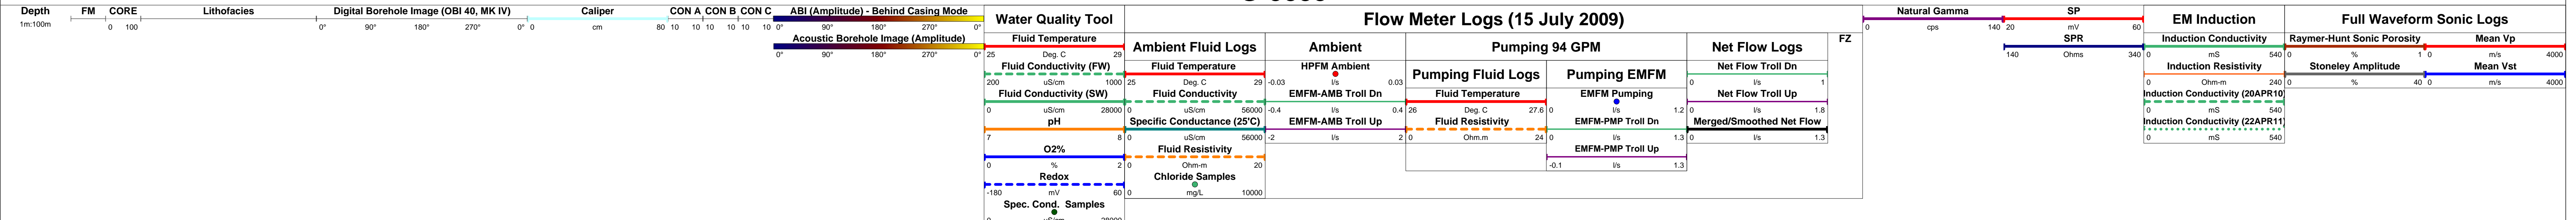 Depth FM CORE Lithofacies Digital Borehole Image (OBI 40, MK IV) Caliper CON A CON B CON C ABI (Amplitude) - Behind Casing Mode
1m:100m 0 100 0° 90° 180° 270° 0° 0 cm 80 10 10 10 10 10 10 0° 90° 180° 270° 0°
Acoustic Borehole Image (Amplitude)
0° 90° 180° 270° 0°
Water Quality Tool
Fluid Temperature
25 Deg. C 29
Fluid Conductivity (FW)
200 uS/cm 1000
Fluid Conductivity (SW)
0 uS/cm 28000
pH
7 8
O2%
0 % 2
Redox
-180 mV 60
Spec. Cond. Samples
Flow Meter Logs (15 July 2009)
Ambient Fluid Logs
Fluid Temperature
25 Deg. C 29
Fluid Conductivity
0 uS/cm 56000
Specific Conductance (25'C)
0 uS/cm 56000
Fluid Resistivity
0 Ohm-m 20
Chloride Samples
0 mg/L 10000
Ambient
HPFM Ambient
-0.03 l/s 0.03
EMFM-AMB Troll Dn
-0.4 l/s 0.4
EMFM-AMB Troll Up
-2 l/s 2
Pumping 94 GPM
Pumping Fluid Logs
Fluid Temperature
26 Deg. C 27.6
Fluid Resistivity
0 Ohm.m 24
Pumping EMFM
EMFM Pumping
0 l/s 1.2
EMFM-PMP Troll Dn
0 l/s 1.3
EMFM-PMP Troll Up
-0.1 l/s 1.3
Net Flow Logs
Net Flow Troll Dn
0 l/s 1
Net Flow Troll Up
0 l/s 1.8
Merged/Smoothed Net Flow
0 l/s 1.3
FZ
Natural Gamma
0 cps 140
SP
20 mV 60
SPR
140 Ohms 340
EM Induction
Induction Conductivity
0 mS 540
Induction Resistivity
0 Ohm-m 240
Induction Conductivity (20APR10)
0 mS 540
Induction Conductivity (22APR11)
0 mS 540
Full Waveform Sonic Logs
Raymer-Hunt Sonic Porosity
0 % 1
Mean Vp
0 m/s 4000
Stoneley Amplitude
0 % 40
Mean Vst
0 m/s 4000